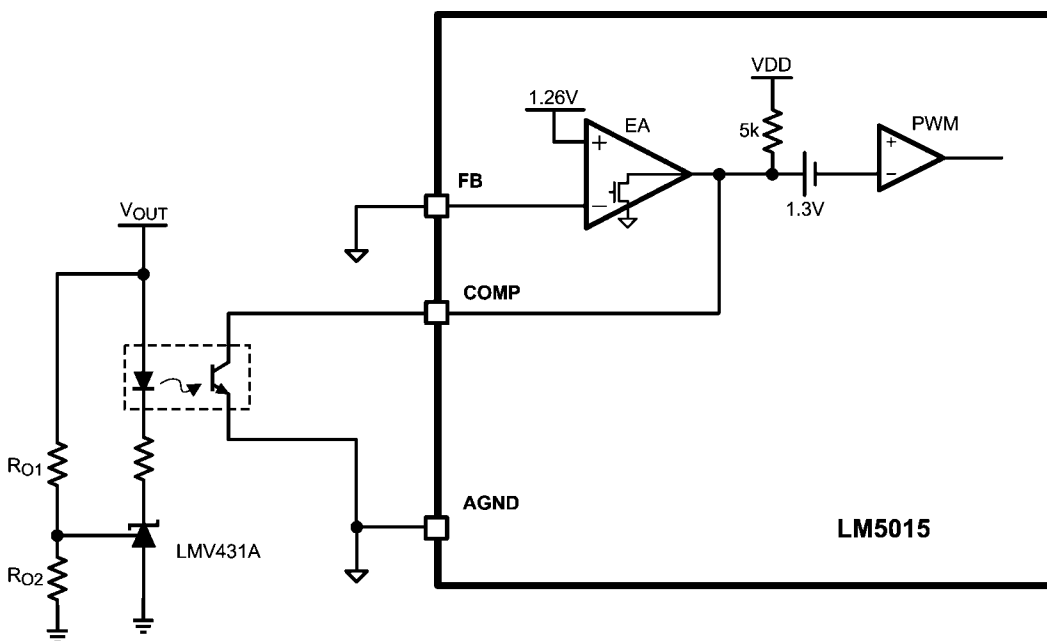 VDD
1.26V
EA
5k
PWM
+
−
+
−
1.3V
FB
VOUT
COMP
RO1
AGND
LM5015
LMV431A
RO2